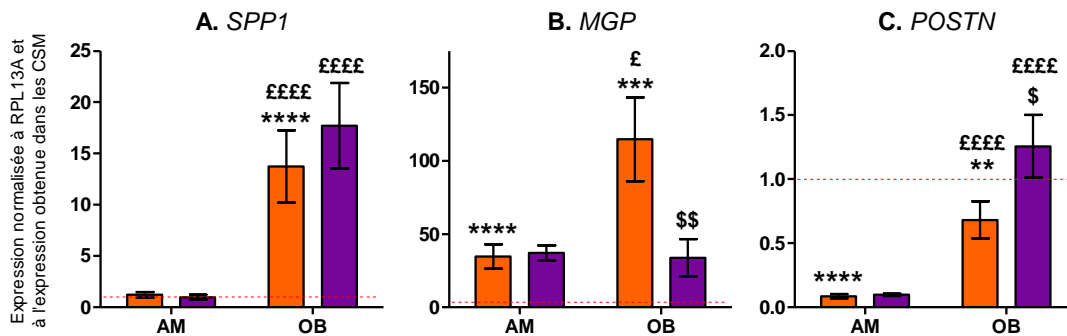 A. SPP1
B. MGP
C. POSTN
Expression normalisée à RPL13A et
à l'expression obtenue dans les CSM
25
20
15
10
5
0
££££
****
££££
AM
OB
150
100
50
0
****
£
***
$$
AM
OB
2.0
1.5
1.0
0.5
0.0
****
££££
**
££££
$
AM
OB